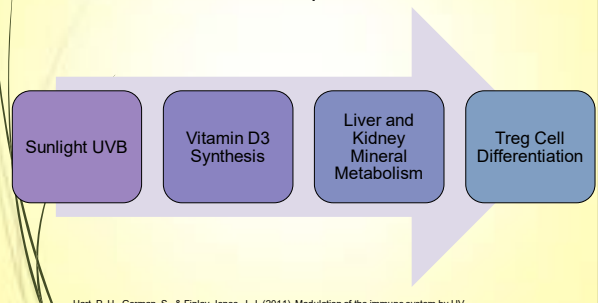 Sunlight UVB
Vitamin D3
Synthesis
Liver and
Kidney
Mineral
Metabolism
Treg Cell
Differentiation
Hart, P. H., Gorman, S., & Finlay-Jones, J. J. (2011). Modulation of the immune system by UV